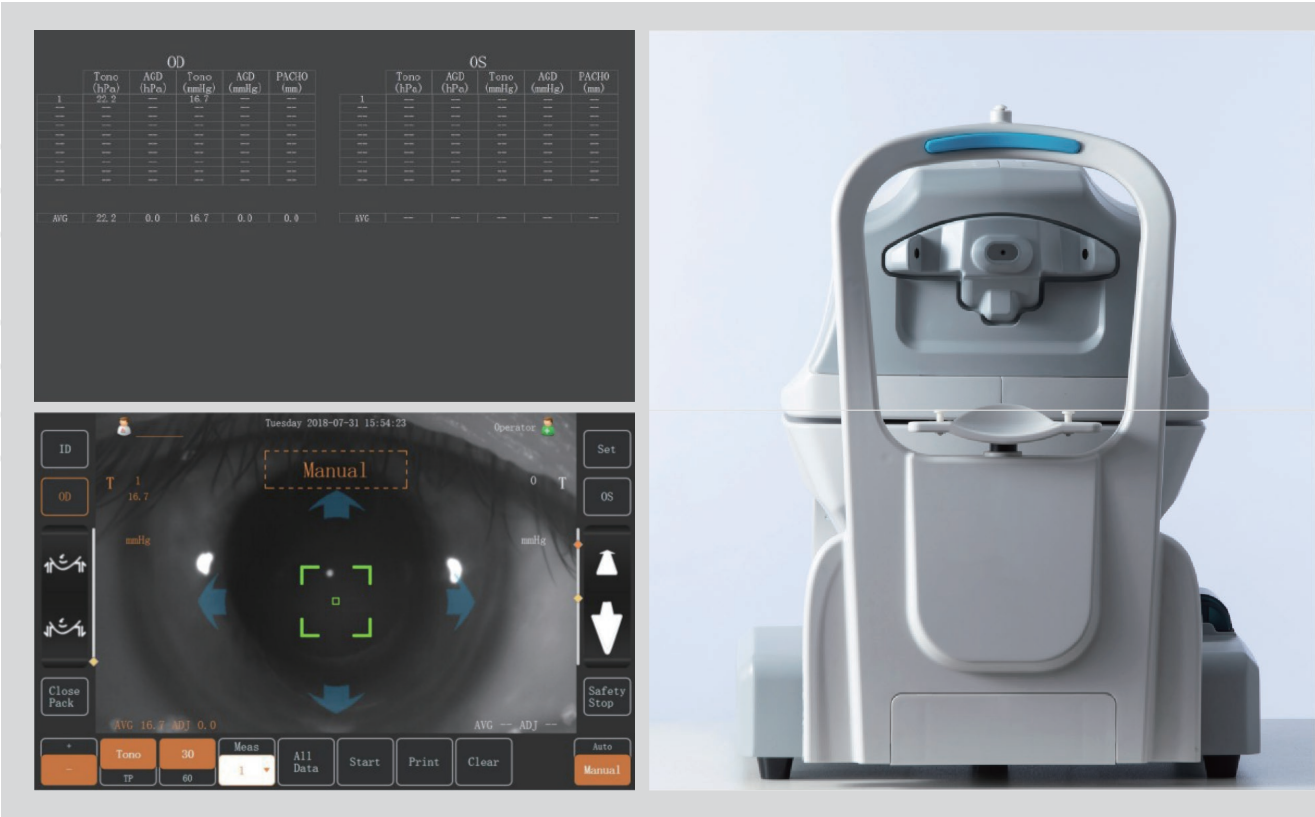 OD
Tono AGD Tono AGD PACHO
(hPa) (hPa) (mmHg) (mmHg) (mm)
1 22.2 -- 16.7 -- --
-- -- -- -- -- --
-- -- -- -- -- --
-- -- -- -- -- --
-- -- -- -- -- --
-- -- -- -- -- --
-- -- -- -- -- --
-- -- -- -- -- --
-- -- -- -- -- --
AVG 22.2 0.0 16.7 0.0 0.0
OS
Tono AGD Tono AGD PACHO
(hPa) (hPa) (mmHg) (mmHg) (mm)
1 -- -- -- -- --
-- -- -- -- -- --
-- -- -- -- -- --
-- -- -- -- -- --
-- -- -- -- -- --
-- -- -- -- -- --
-- -- -- -- -- --
-- -- -- -- -- --
-- -- -- -- -- --
AVG -- -- -- -- --
Tuesday 2018-07-31 15:54:23
Operator
ID
Set
Manual
OD
T 1
16.7
mmHg
0 T
OS
mmHg
Close
Pack
Safety
Stop
AVG 16.7 ADJ 0.0
AVG -- ADJ --
+
-
Tono
TP
30
60
Meas
1
All
Data
Start
Print
Clear
Auto
Manual